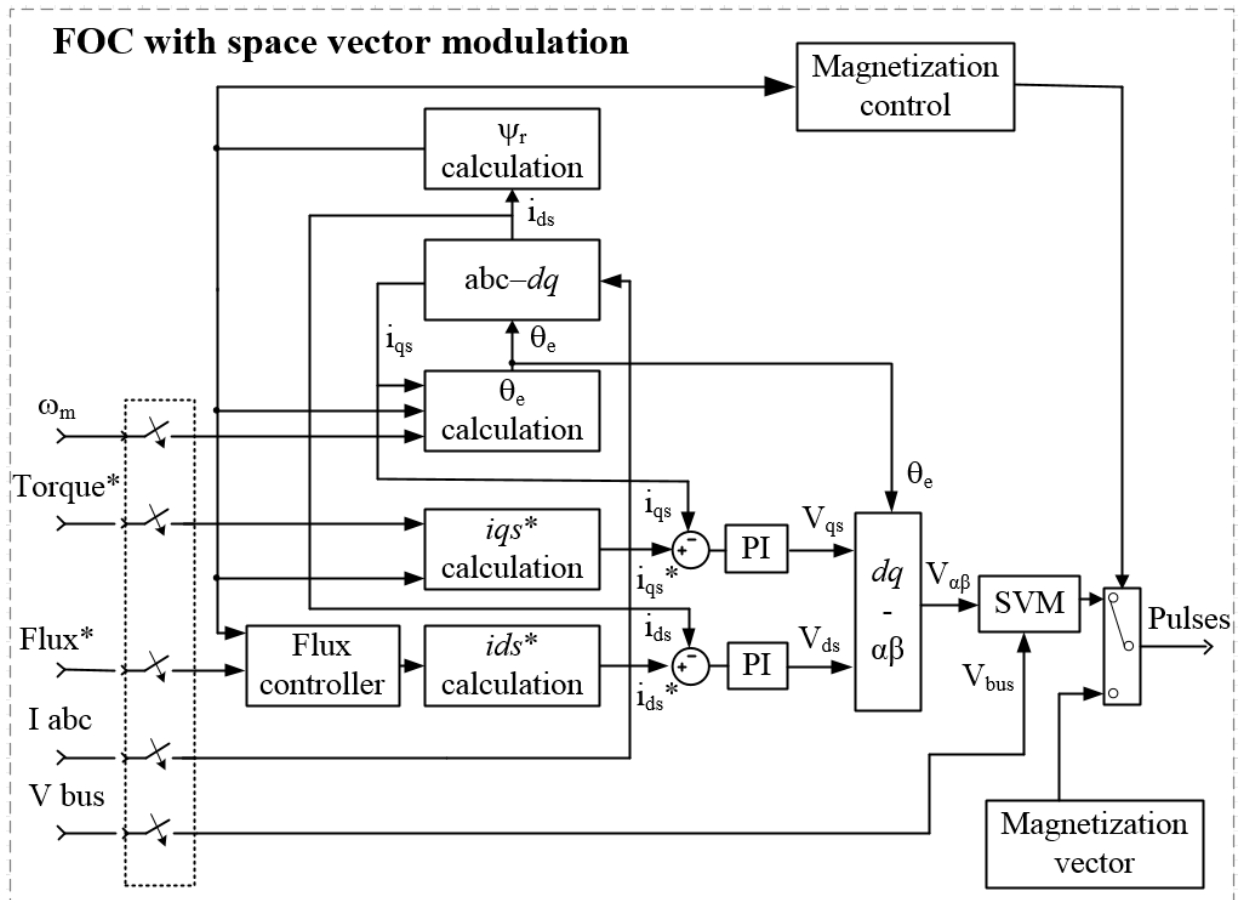 FOC with space vector modulation
Magnetization
control
ψr
calculation
ids
abc–dq
iqs
θe
θe
calculation
ωm
Torque*
Flux*
I abc
V bus
iqs*
calculation
iqs
+
-
iqs*
PI
Vqs
θe
dq
-
αβ
Vαβ
SVM
Pulses
Flux
controller
ids*
calculation
ids
+
-
ids*
PI
Vds
Vbus
Magnetization
vector